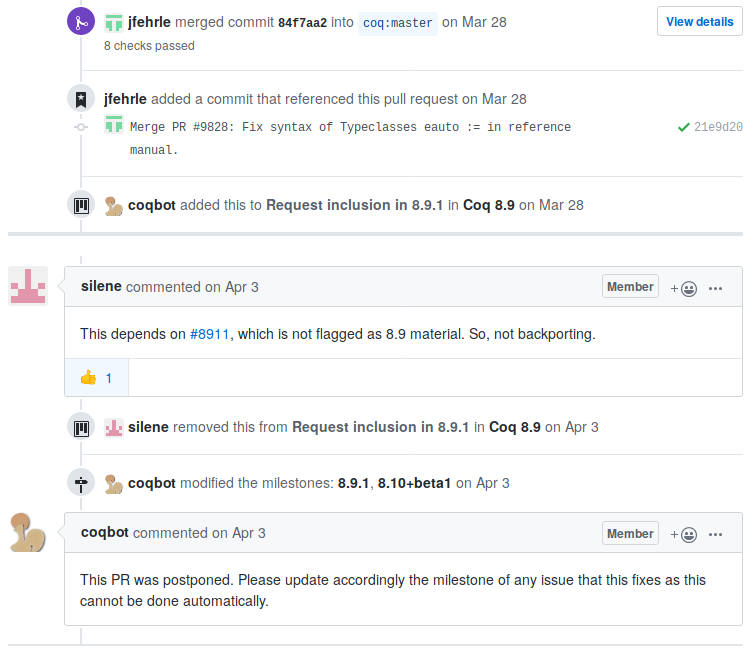 jfehrle merged commit 84f7aa2 into coq:master on Mar 28
View details
8 checks passed
jfehrle added a commit that referenced this pull request on Mar 28
Merge PR #9828: Fix syntax of Typeclasses eauto := in reference
manual.
21e9d20
coqbot added this to Request inclusion in 8.9.1 in Coq 8.9 on Mar 28
silene commented on Apr 3
Member
This depends on #8911, which is not flagged as 8.9 material. So, not backporting.
1
silene removed this from Request inclusion in 8.9.1 in Coq 8.9 on Apr 3
coqbot modified the milestones: 8.9.1, 8.10+beta1 on Apr 3
coqbot commented on Apr 3
Member
This PR was postponed. Please update accordingly the milestone of any issue that this fixes as this
cannot be done automatically.